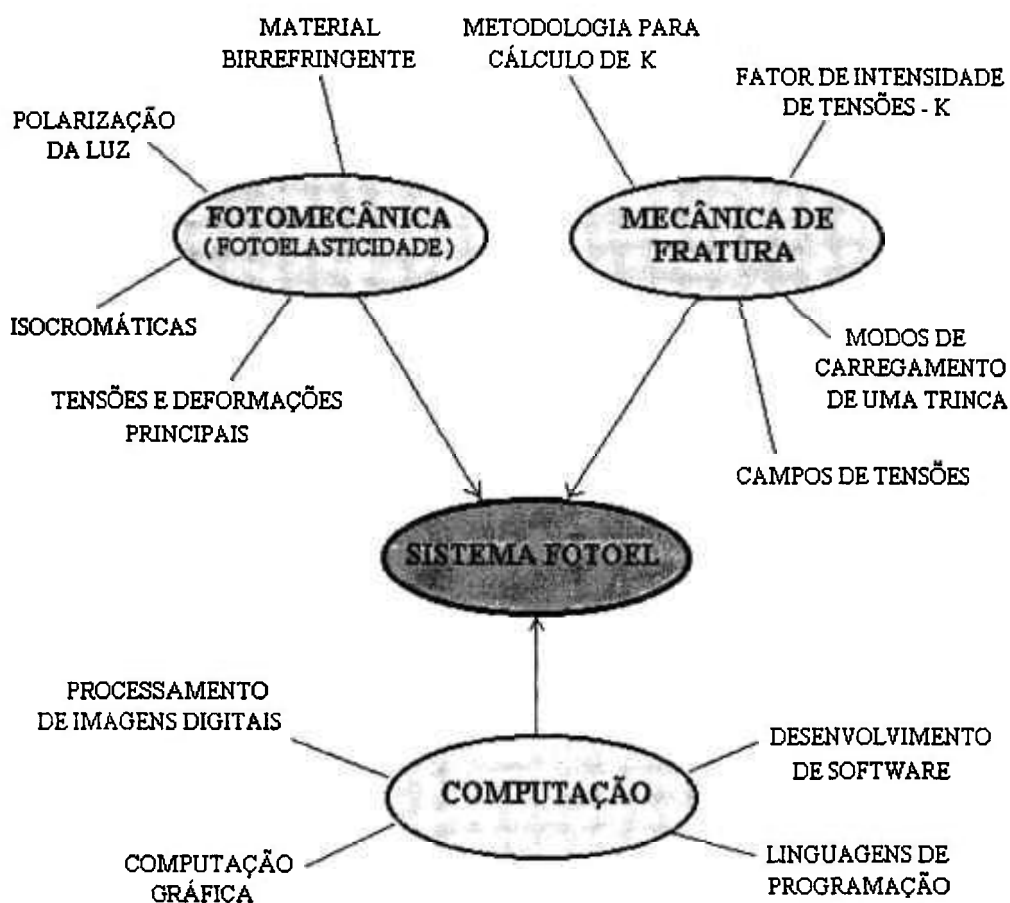 MATERIAL
BIRREFRINGENTE
METODOLOGIA PARA
CÁLCULO DE K
FATOR DE INTENSIDADE
DE TENSÕES - K
POLARIZAÇÃO
DA LUZ
FOTOMECÂNICA
( FOTOELASTICIDADE )
MECÂNICA DE
FRATURA
ISOCROMÁTICAS
TENSÕES E DEFORMAÇÕES
PRINCIPAIS
MODOS DE
CARREGAMENTO
DE UMA TRINCA
CAMPOS DE TENSÕES
SISTEMA FOTOEL
PROCESSAMENTO
DE IMAGENS DIGITAIS
DESENVOLVIMENTO
DE SOFTWARE
COMPUTAÇÃO
COMPUTAÇÃO
GRÁFICA
LINGUAGENS DE
PROGRAMAÇÃO